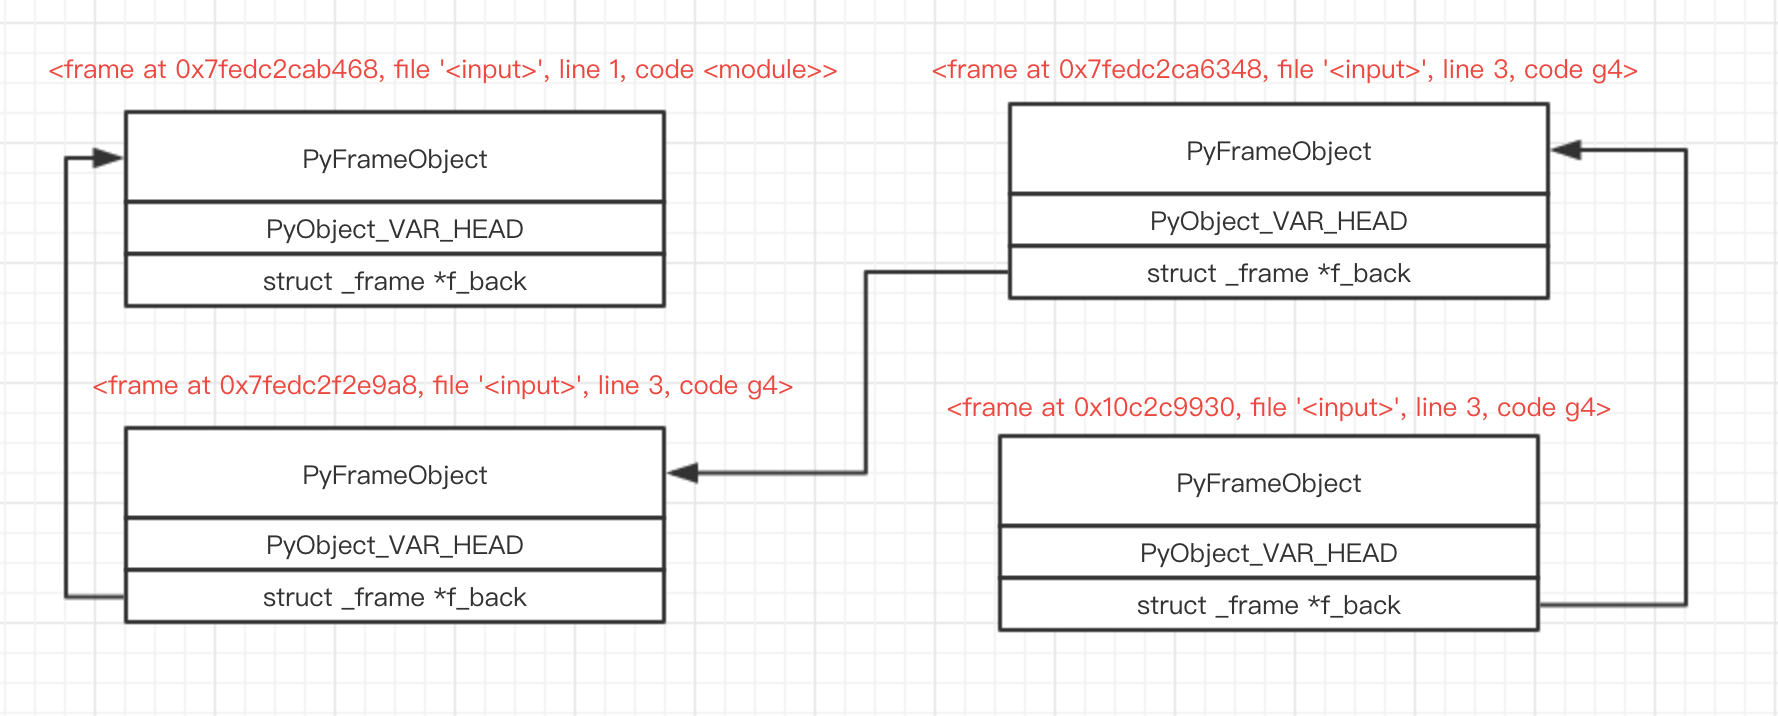 <frame at 0x7fedc2cab468, file '<input>', line 1, code <module>>
PyFrameObject
PyObject_VAR_HEAD
struct _frame *f_back
<frame at 0x7fedc2f2e9a8, file '<input>', line 3, code g4>
PyFrameObject
PyObject_VAR_HEAD
struct _frame *f_back
<frame at 0x7fedc2ca6348, file '<input>', line 3, code g4>
PyFrameObject
PyObject_VAR_HEAD
struct _frame *f_back
<frame at 0x10c2c9930, file '<input>', line 3, code g4>
PyFrameObject
PyObject_VAR_HEAD
struct _frame *f_back